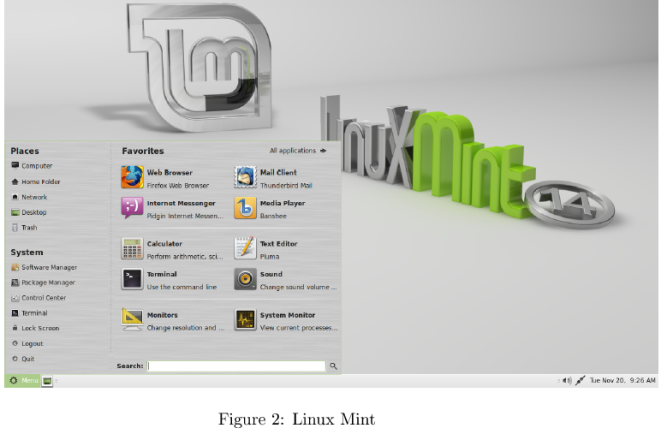 linuxMint
14
Places
Computer
Home Folder
Network
Desktop
Trash
System
Software Manager
Package Manager
Control Center
Terminal
Lock Screen
Logout
Quit
Favorites
All applications
Web Browser
Firefox Web Browser
Mail Client
Thunderbird Mail
Internet Messenger
Pidgin Internet Messen...
Media Player
Banshee
Calculator
Perform arithmetic, sci...
Text Editor
Pluma
Terminal
Use the command line
Sound
Change sound volume ...
Monitors
Change resolution and ...
System Monitor
View current processes...
Search:
Menu
Tue Nov 20, 9:26 AM
Figure 2: Linux Mint